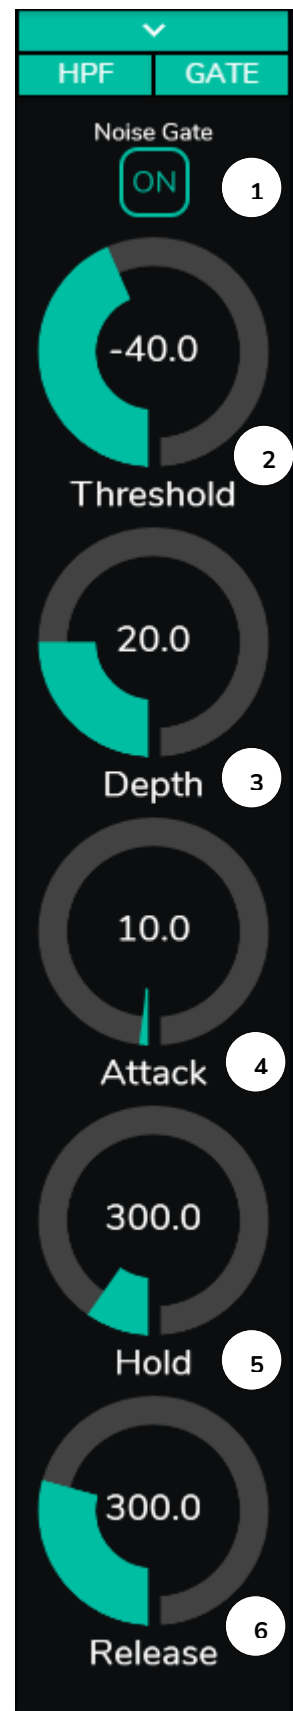 HPF GATE
Noise Gate
ON
1
-40.0
2
Threshold
20.0
Depth
3
10.0
Attack
4
300.0
Hold
5
300.0
Release
6